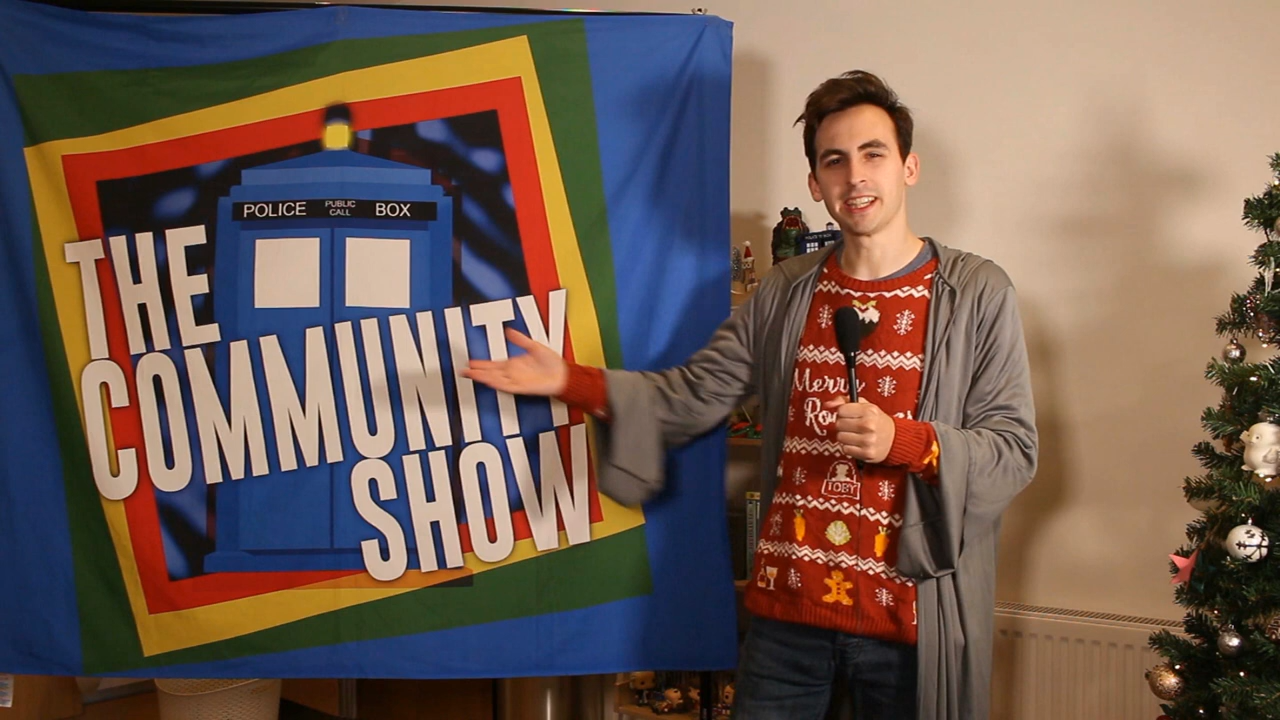 POLICE PUBLIC CALL BOX
THE
COMMUNITY
SHOW
Merry
TOBY